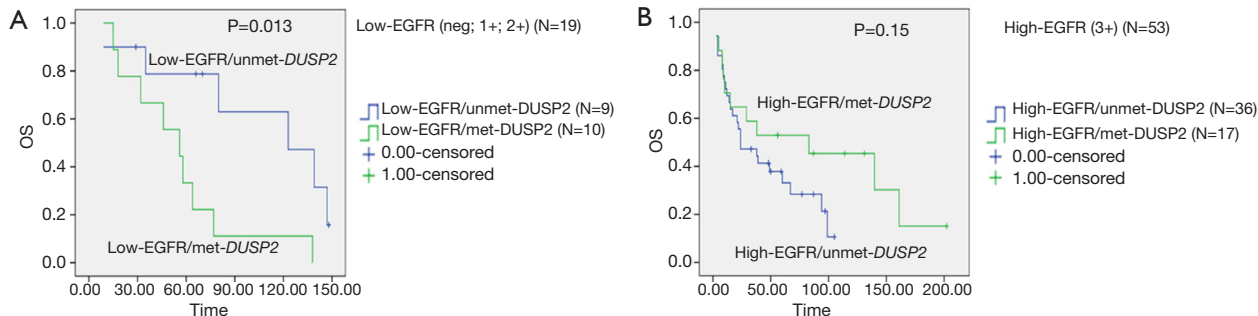 A
P=0.013
Low-EGFR (neg; 1+; 2+) (N=19)
Low-EGFR/unmet-DUSP2
Low-EGFR/met-DUSP2
Low-EGFR/unmet-DUSP2 (N=9)
Low-EGFR/met-DUSP2 (N=10)
0.00-censored
1.00-censored
OS
1.0
0.8
0.6
0.4
0.2
0.0
0.00 30.00 60.00 90.00 120.00 150.00
Time
B
P=0.15
High-EGFR (3+) (N=53)
High-EGFR/met-DUSP2
High-EGFR/unmet-DUSP2
High-EGFR/unmet-DUSP2 (N=36)
High-EGFR/met-DUSP2 (N=17)
0.00-censored
1.00-censored
OS
1.0
0.8
0.6
0.4
0.2
0.0
0.00 50.00 100.00 150.00 200.00
Time